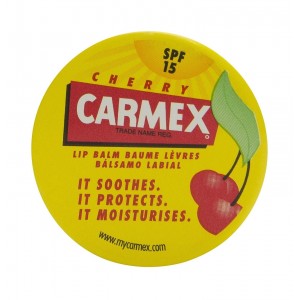 SPF
15
CHERRY
CARMEX
TRADE NAME REG.
LIP BALM BAUME LÈVRES
BÁLSAMO LABIAL
IT SOOTHES.
IT PROTECTS.
IT MOISTURISES.
www.mycarmex.com